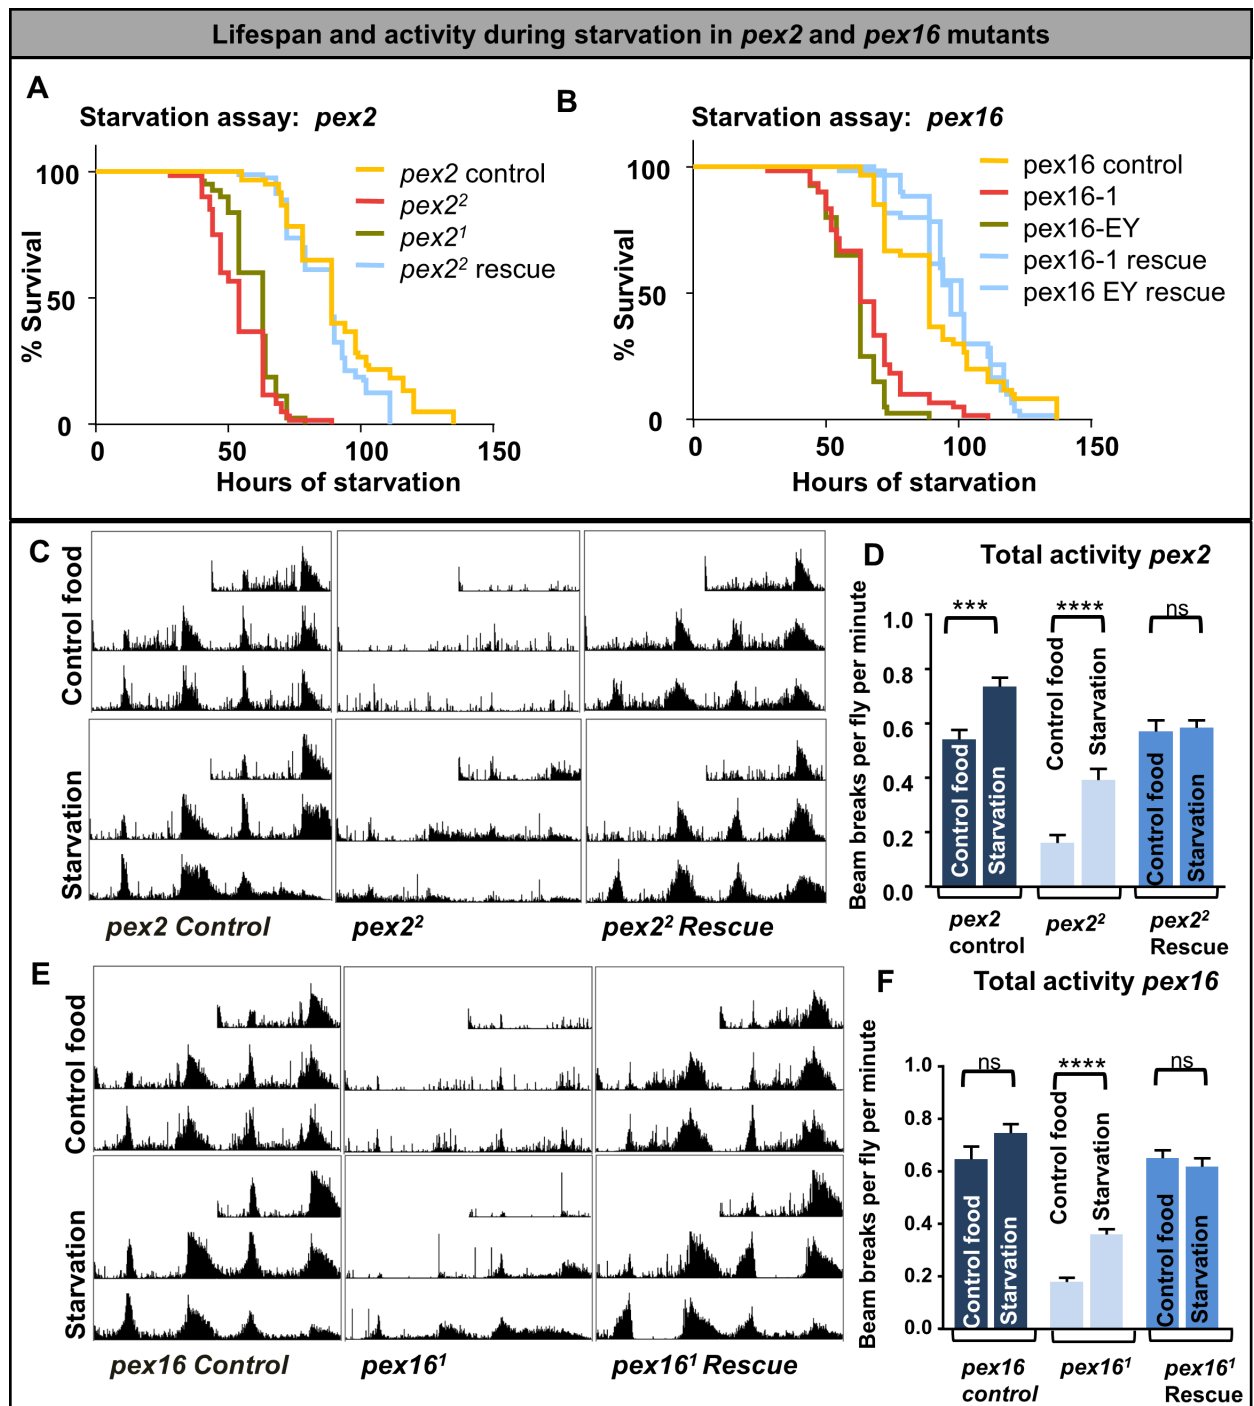 Lifespan and activity during starvation in pex2 and pex16 mutants
A
Starvation assay: pex2
% Survival
100
50
0
0 50 100 150
Hours of starvation
pex2 control
pex2²
pex2¹
pex2² rescue
B
Starvation assay: pex16
% Survival
100
50
0
0 50 100 150
Hours of starvation
pex16 control
pex16-1
pex16-EY
pex16-1 rescue
pex16 EY rescue
C
Control food
Starvation
pex2 Control
pex2²
pex2² Rescue
D
Total activity pex2
Beam breaks per fly per minute
1.0
0.8
0.6
0.4
0.2
0.0
***
****
ns
Control food
Starvation
Control food
Starvation
Control food
Starvation
pex2
control
pex2²
pex2²
Rescue
E
Control food
Starvation
pex16 Control
pex16¹
pex16¹ Rescue
F
Total activity pex16
Beam breaks per fly per minute
1.0
0.8
0.6
0.4
0.2
0.0
ns
****
ns
Control food
Starvation
Control food
Starvation
Control food
Starvation
pex16
control
pex16¹
pex16¹
Rescue